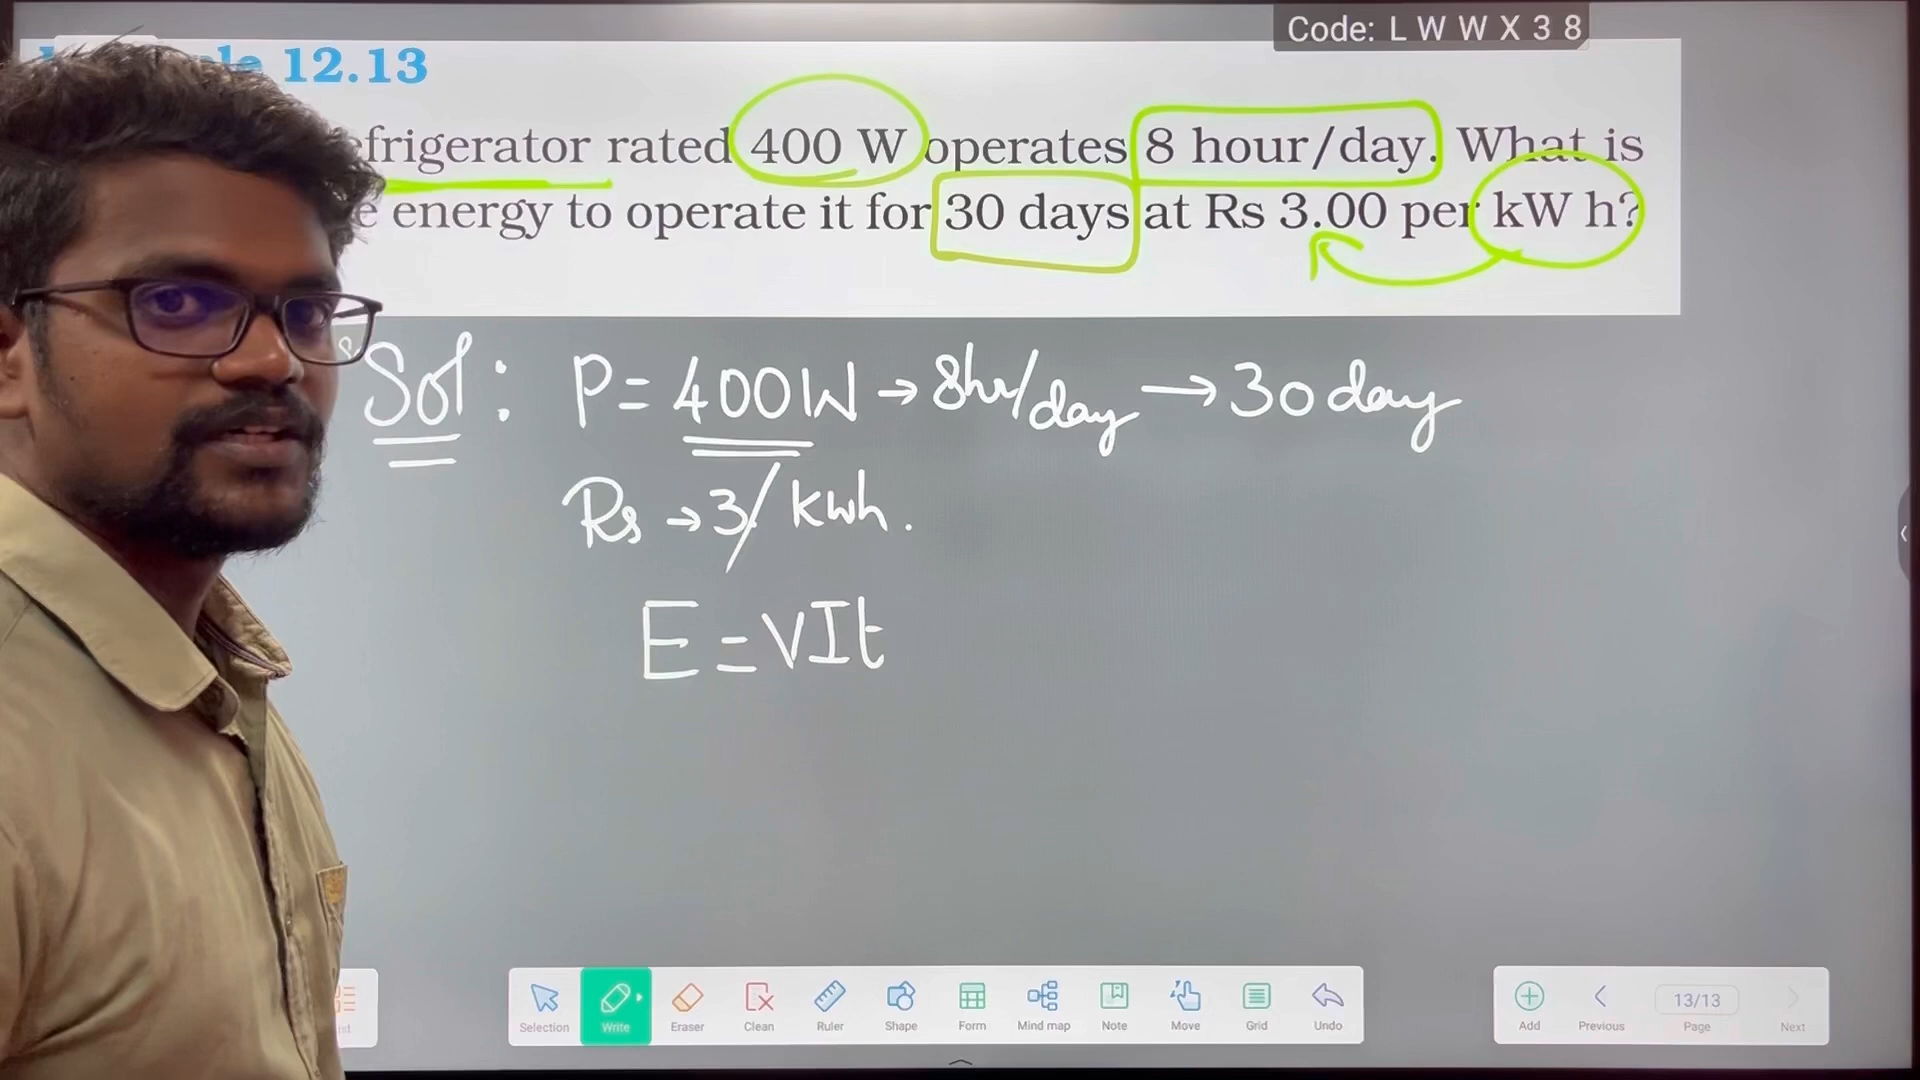 Code: L W W X 3 8
12.13
frigerator rated 400 W operates 8 hour/day. What is
e energy to operate it for 30 days at Rs 3.00 per kW h?
Sol : P = 400W → 8hr/day → 30 day
Rs → 3/ kwh.
E = VIt
Selection Write Eraser Clean Ruler Shape Form Mind map Note Move Grid Undo
Add Previous 13/13 Page Next